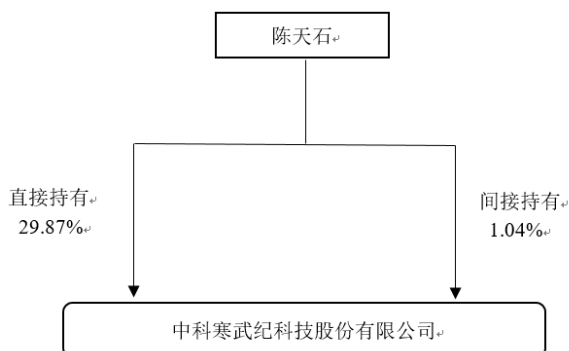 陈天石
直接持有
29.87%
间接持有
1.04%
中科寒武纪科技股份有限公司